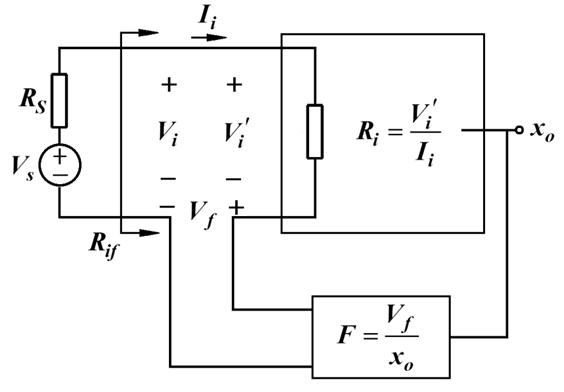 I_i
R_S
+ +
V_i V_i' R_i = V_i' / I_i x_o
V_s + −
− −
− V_f +
R_if
F = V_f / x_o